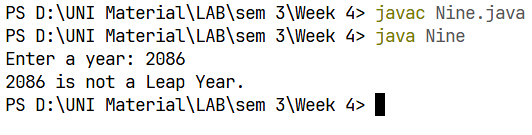 PS D:\UNI Material\LAB\sem 3\Week 4> javac Nine.java
PS D:\UNI Material\LAB\sem 3\Week 4> java Nine
Enter a year: 2086
2086 is not a Leap Year.
PS D:\UNI Material\LAB\sem 3\Week 4>